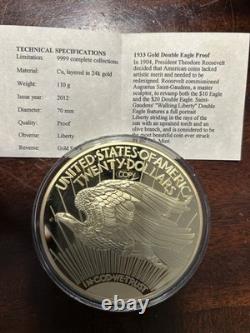 TECHNICAL SPECIFICATIONS
Limitation: 9999 complete collections
Material: Cu, layered in 24k gold
Weight: 110 g
Issue year: 2012
Diameter: 70 mm
Quality: Proof
Obverse: Liberty
Reverse: Gold
1933 Gold Double Eagle Proof
In 1904, President Theodore Roosevelt
decided that American coins lacked
artistic merit and needed to be
redesigned. Roosevelt commissioned
Augustus Saint-Gaudens, a master
sculptor, to revamp both the $10 Eagle
and the $20 Double Eagle. Saint-
Gaudens' "Walking Liberty" Double
Eagle features a full portrait
Liberty striding in the rays of the
sun with an upraised torch and an
olive branch, and is considered to be
the most beautiful coin ever struck
Mint.
UNITED·STATES·OF·AMERICA
TWENTY·DOLLARS
COPY
IN·GOD·WE·TRUST